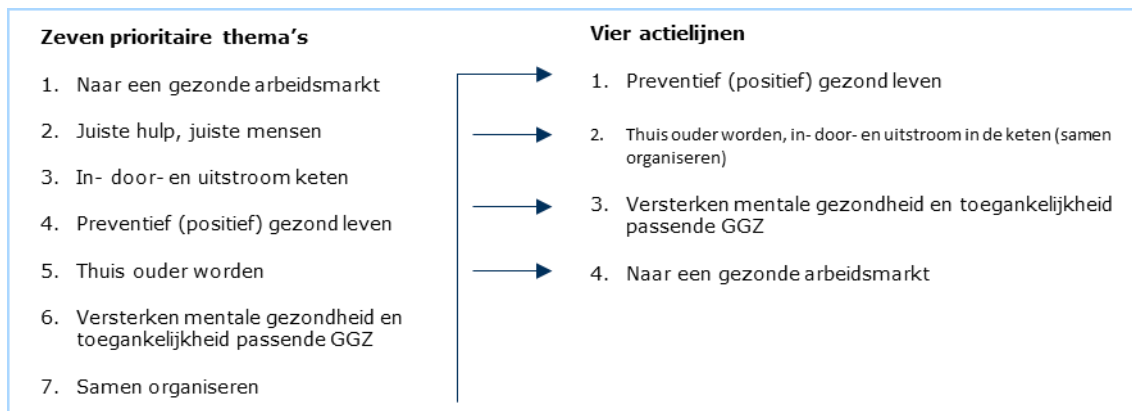 Zeven prioritaire thema's
1. Naar een gezonde arbeidsmarkt
2. Juiste hulp, juiste mensen
3. In- door- en uitstroom keten
4. Preventief (positief) gezond leven
5. Thuis ouder worden
6. Versterken mentale gezondheid en
toegankelijkheid passende GGZ
7. Samen organiseren
Vier actielijnen
1. Preventief (positief) gezond leven
2. Thuis ouder worden, in- door- en uitstroom in de keten (samen
organiseren)
3. Versterken mentale gezondheid en toegankelijkheid
passende GGZ
4. Naar een gezonde arbeidsmarkt